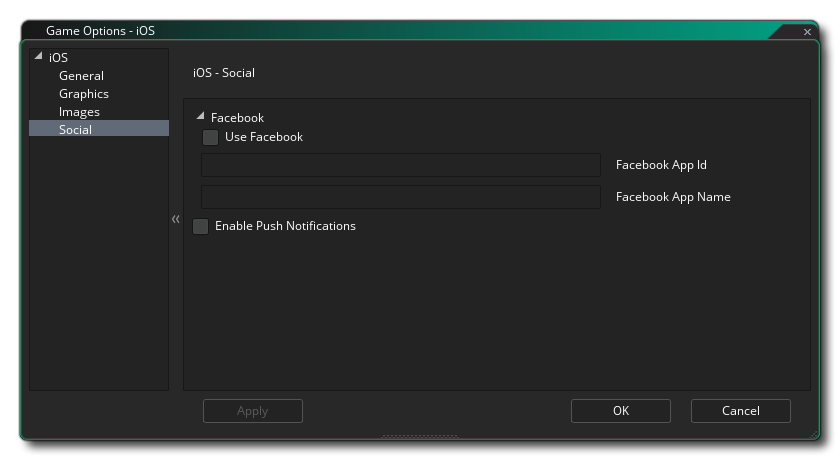 Game Options - iOS
iOS
General
Graphics
Images
Social
iOS - Social
Facebook
Use Facebook
Facebook App Id
Facebook App Name
Enable Push Notifications
Apply
OK
Cancel